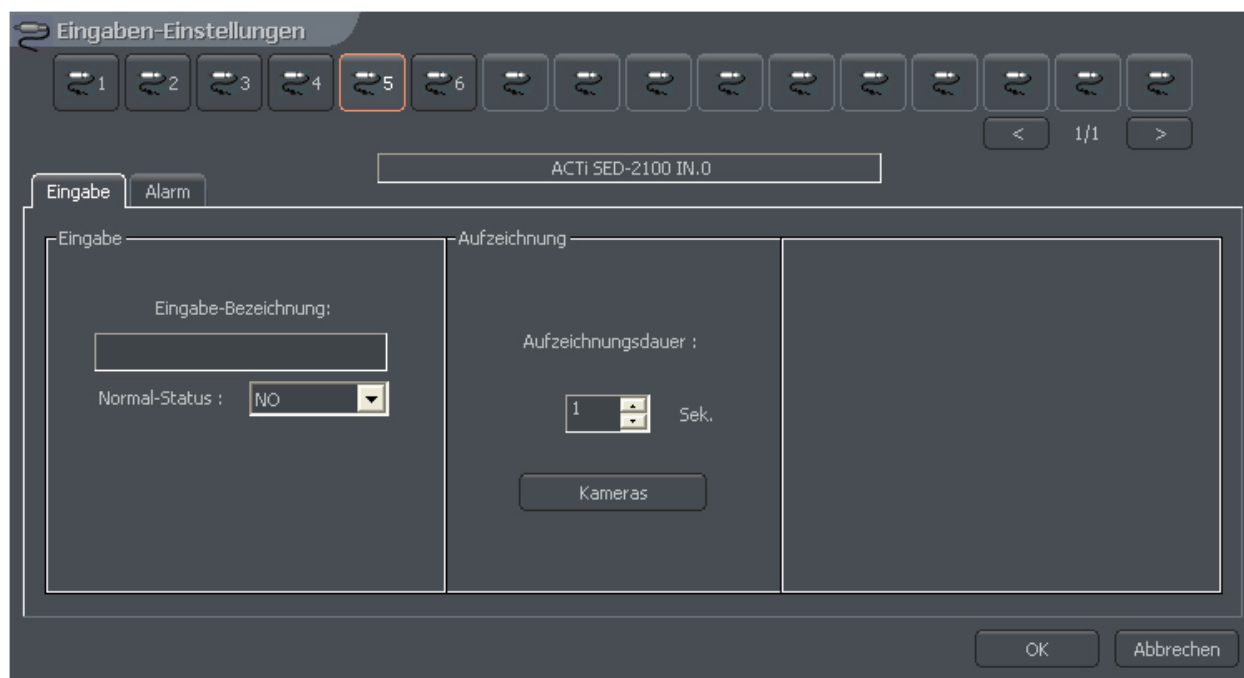 Eingaben-Einstellungen
1 2 3 4 5 6
< 1/1 >
ACTi SED-2100 IN.0
Eingabe Alarm
Eingabe
Eingabe-Bezeichnung:
Normal-Status : NO
Aufzeichnung
Aufzeichnungsdauer :
1 Sek.
Kameras
OK Abbrechen